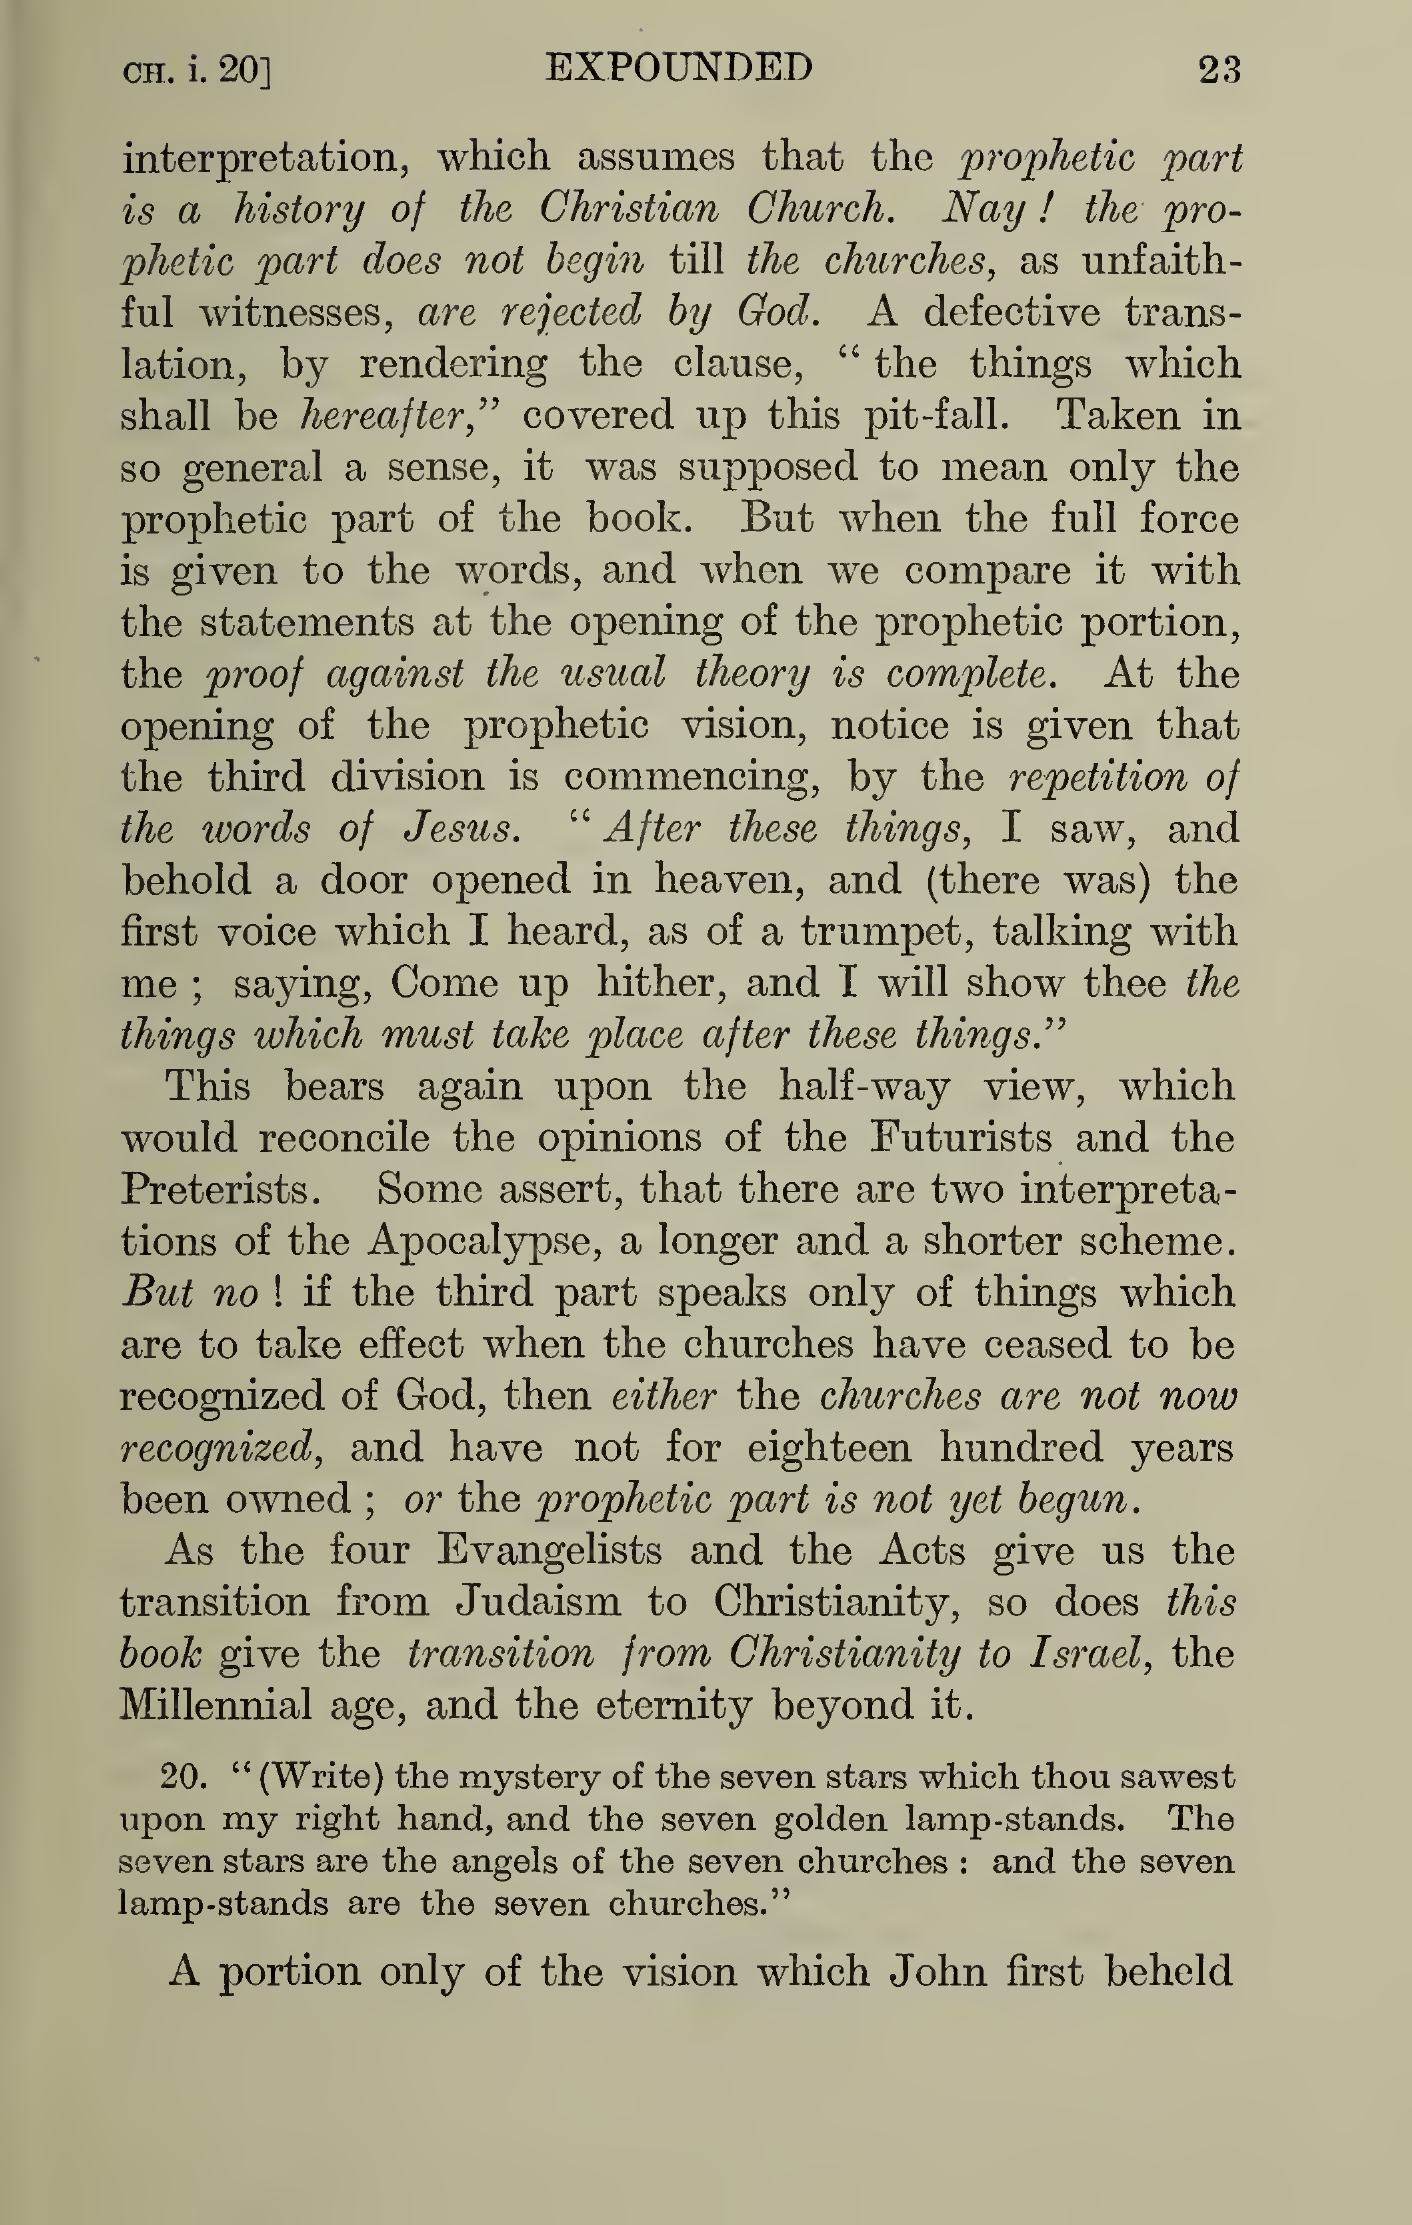 CH. i. 20] EXPOUNDED 23
interpretation, which assumes that the prophetic part
is a history of the Christian Church. Nay! the pro-
phetic part does not begin till the churches, as unfaith-
ful witnesses, are rejected by God. A defective trans-
lation, by rendering the clause, "the things which
shall be hereafter," covered up this pit-fall. Taken in
so general a sense, it was supposed to mean only the
prophetic part of the book. But when the full force
is given to the words, and when we compare it with
the statements at the opening of the prophetic portion,
the proof against the usual theory is complete. At the
opening of the prophetic vision, notice is given that
the third division is commencing, by the repetition of
the words of Jesus. "After these things, I saw, and
behold a door opened in heaven, and (there was) the
first voice which I heard, as of a trumpet, talking with
me ; saying, Come up hither, and I will show thee the
things which must take place after these things."
This bears again upon the half-way view, which
would reconcile the opinions of the Futurists and the
Preterists. Some assert, that there are two interpreta-
tions of the Apocalypse, a longer and a shorter scheme.
But no ! if the third part speaks only of things which
are to take effect when the churches have ceased to be
recognized of God, then either the churches are not now
recognized, and have not for eighteen hundred years
been owned ; or the prophetic part is not yet begun.
As the four Evangelists and the Acts give us the
transition from Judaism to Christianity, so does this
book give the transition from Christianity to Israel, the
Millennial age, and the eternity beyond it.
20. "(Write) the mystery of the seven stars which thou sawest
upon my right hand, and the seven golden lamp-stands. The
seven stars are the angels of the seven churches : and the seven
lamp-stands are the seven churches."
A portion only of the vision which John first beheld